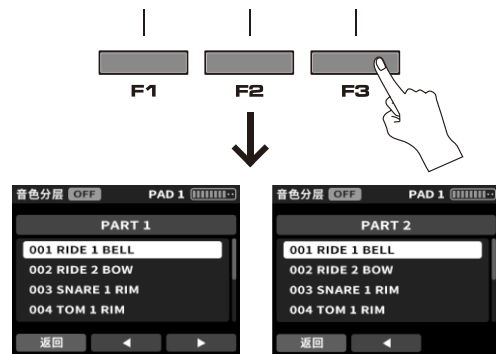 F1 F2 F3
音色分层 OFF PAD 1
PART 1
001 RIDE 1 BELL
002 RIDE 2 BOW
003 SNARE 1 RIM
004 TOM 1 RIM
返回
音色分层 OFF PAD 1
PART 2
001 RIDE 1 BELL
002 RIDE 2 BOW
003 SNARE 1 RIM
004 TOM 1 RIM
返回